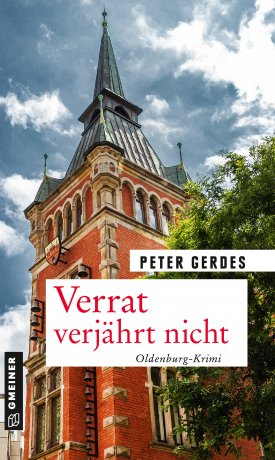 PETER GERDES
Verrat
verjährt nicht
Oldenburg-Krimi
GMEINER